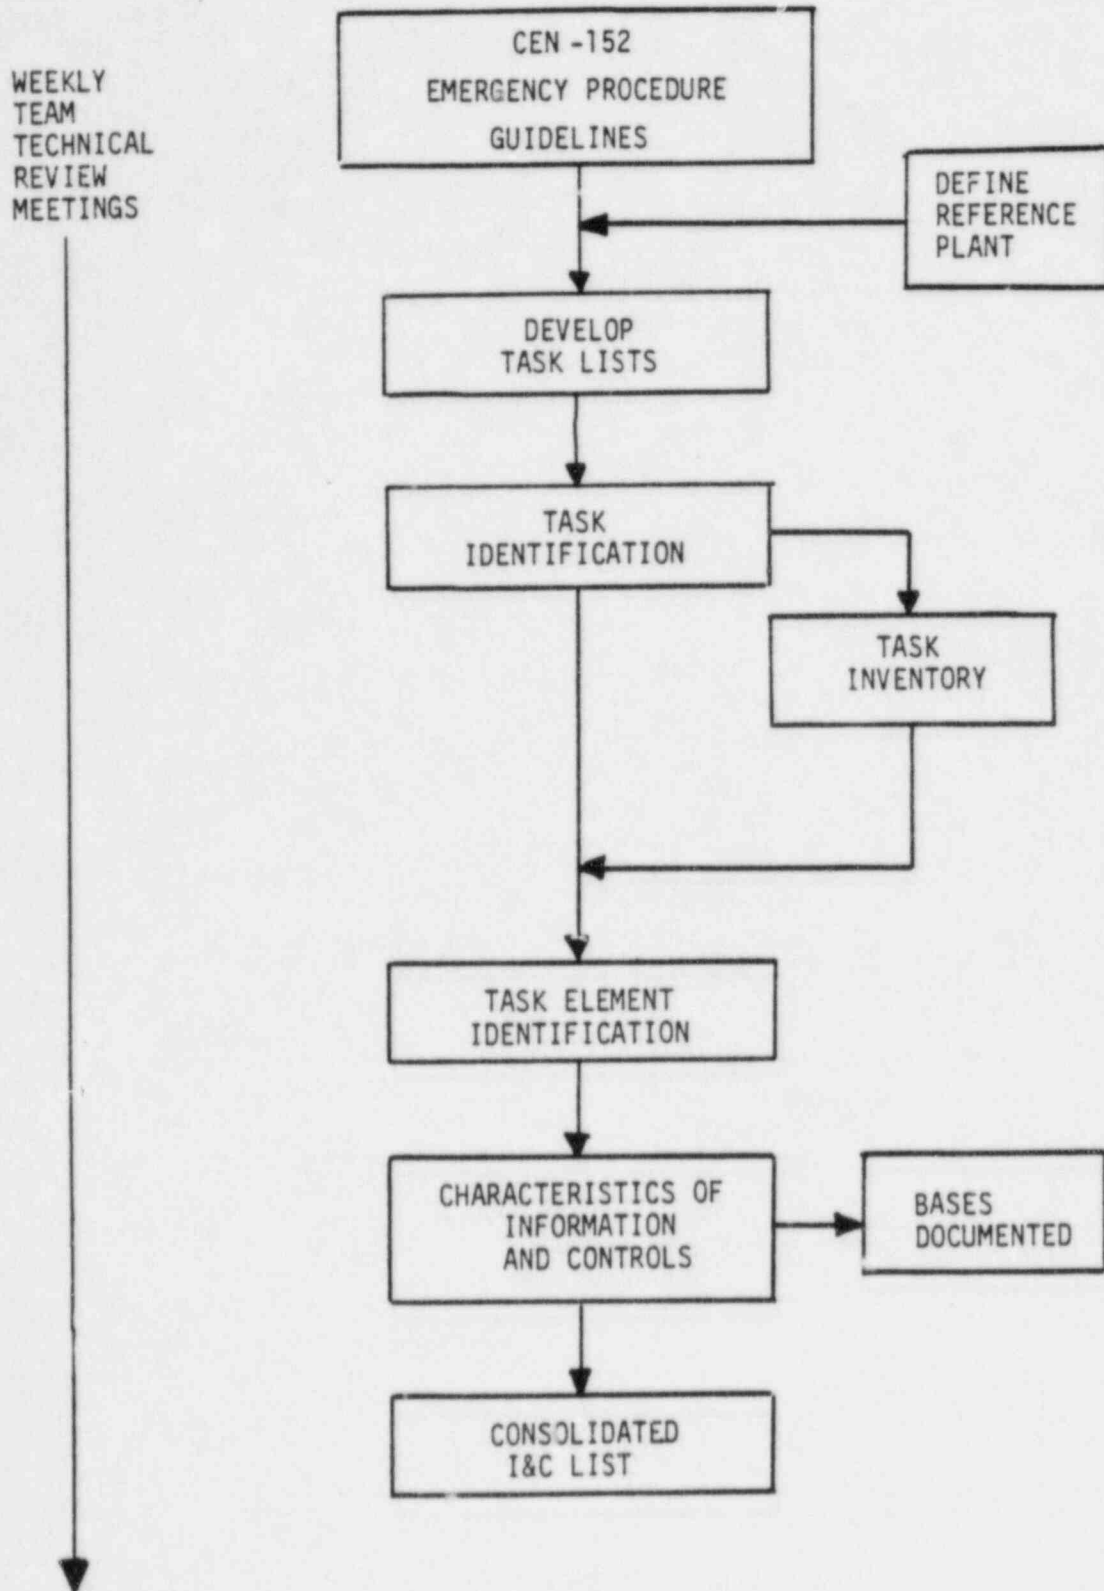 WEEKLY
TEAM
TECHNICAL
REVIEW
MEETINGS
CEN -152
EMERGENCY PROCEDURE
GUIDELINES
DEFINE
REFERENCE
PLANT
DEVELOP
TASK LISTS
TASK
IDENTIFICATION
TASK
INVENTORY
TASK ELEMENT
IDENTIFICATION
CHARACTERISTICS OF
INFORMATION
AND CONTROLS
BASES
DOCUMENTED
CONSOLIDATED
I&C LIST